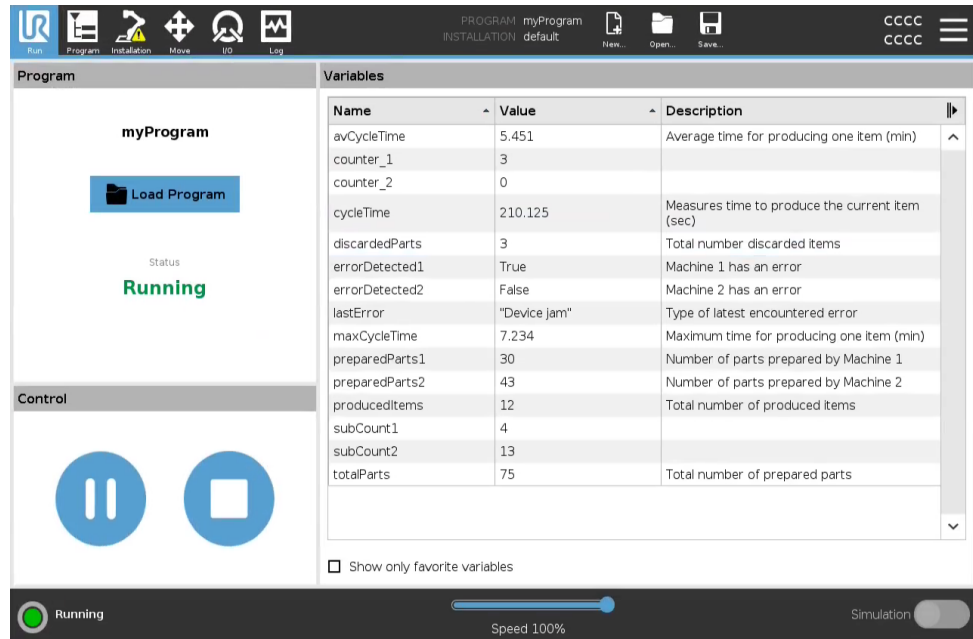 UR
PROGRAM myProgram
INSTALLATION default
CCCC
CCCC
Run Program Installation Move I/O Log New... Open... Save...
Program
Variables
myProgram
Load Program
Status
Running
Name Value Description
avCycleTime 5.451 Average time for producing one item (min)
counter_1 3
counter_2 0
cycleTime 210.125 Measures time to produce the current item
(sec)
discardedParts 3 Total number discarded items
errorDetected1 True Machine 1 has an error
errorDetected2 False Machine 2 has an error
lastError "Device jam" Type of latest encountered error
maxCycleTime 7.234 Maximum time for producing one item (min)
preparedParts1 30 Number of parts prepared by Machine 1
preparedParts2 43 Number of parts prepared by Machine 2
producedItems 12 Total number of produced items
subCount1 4
subCount2 13
totalParts 75 Total number of prepared parts
Control
Show only favorite variables
Running
Speed 100%
Simulation